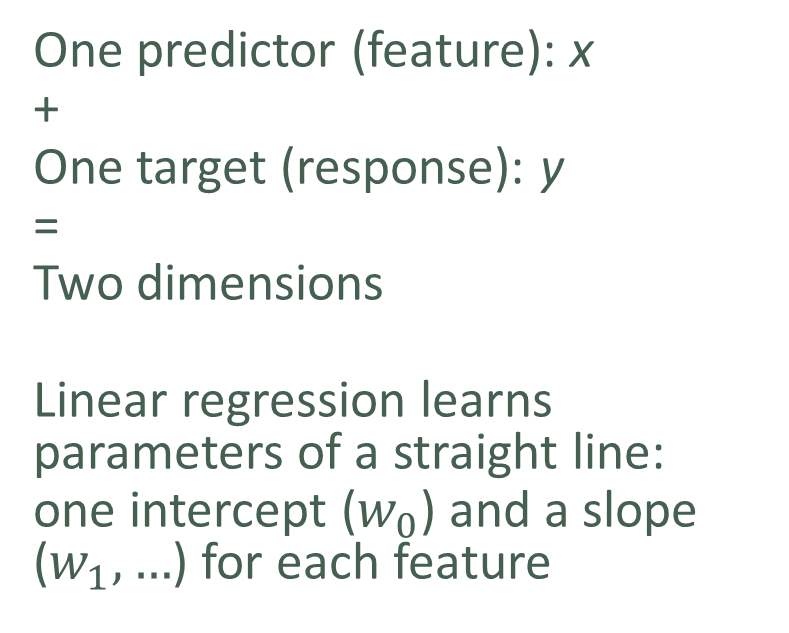 One predictor (feature): x
+
One target (response): y
=
Two dimensions
Linear regression learns
parameters of a straight line:
one intercept (w₀) and a slope
(w₁, ...) for each feature